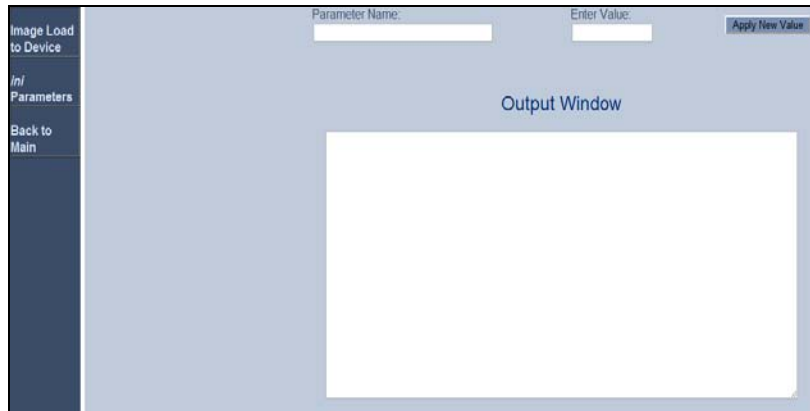 Image Load
to Device
ini
Parameters
Back to
Main
Parameter Name:
Enter Value:
Apply New Value
Output Window